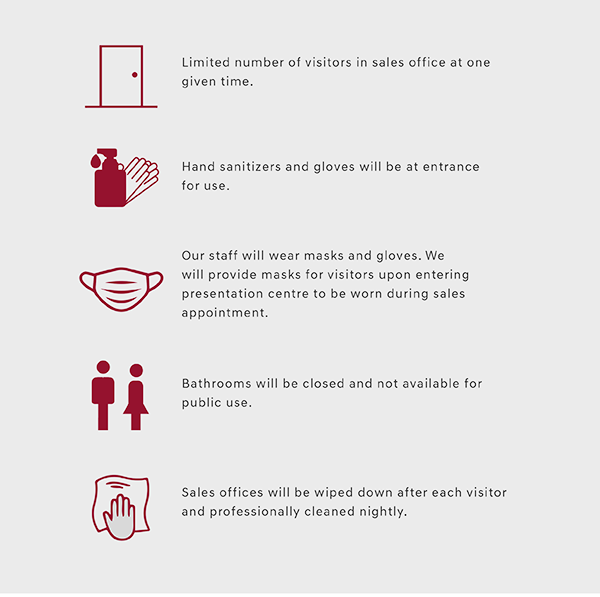 Limited number of visitors in sales office at one
given time.
Hand sanitizers and gloves will be at entrance
for use.
Our staff will wear masks and gloves. We
will provide masks for visitors upon entering
presentation centre to be worn during sales
appointment.
Bathrooms will be closed and not available for
public use.
Sales offices will be wiped down after each visitor
and professionally cleaned nightly.